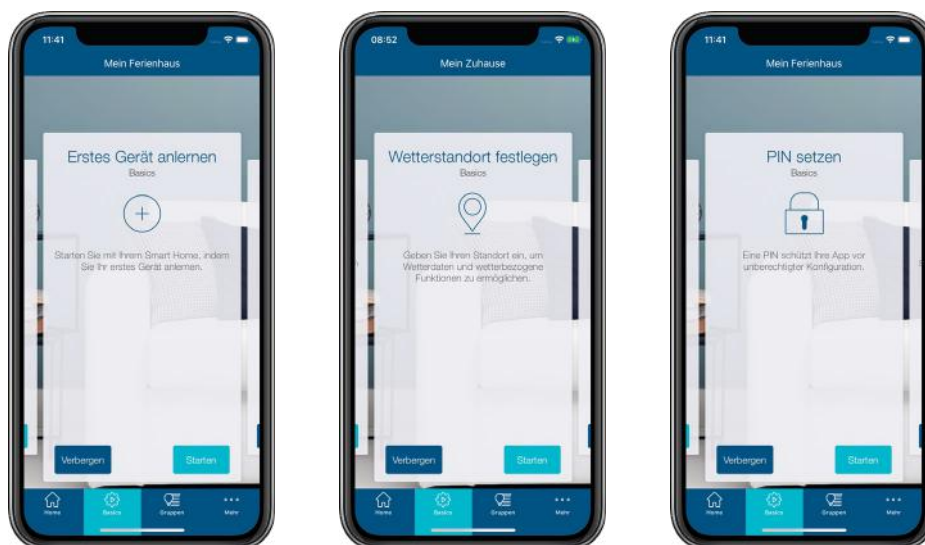 11:41
Mein Ferienhaus
Erstes Gerät anlernen
Basics
Starten Sie mit Ihrem Smart Home, indem
Sie Ihr erstes Gerät anlernen.
Verbergen
Starten
Home
Basics
Gruppen
Mehr
08:52
Mein Zuhause
Wetterstandort festlegen
Basics
Geben Sie Ihren Standort ein, um
Wetterdaten und wetterbezogene
Funktionen zu ermöglichen.
Verbergen
Starten
Home
Basics
Gruppen
Mehr
11:41
Mein Ferienhaus
PIN setzen
Basics
Eine PIN schützt Ihre App vor
unberechtigter Konfiguration.
Verbergen
Starten
Home
Basics
Gruppen
Mehr